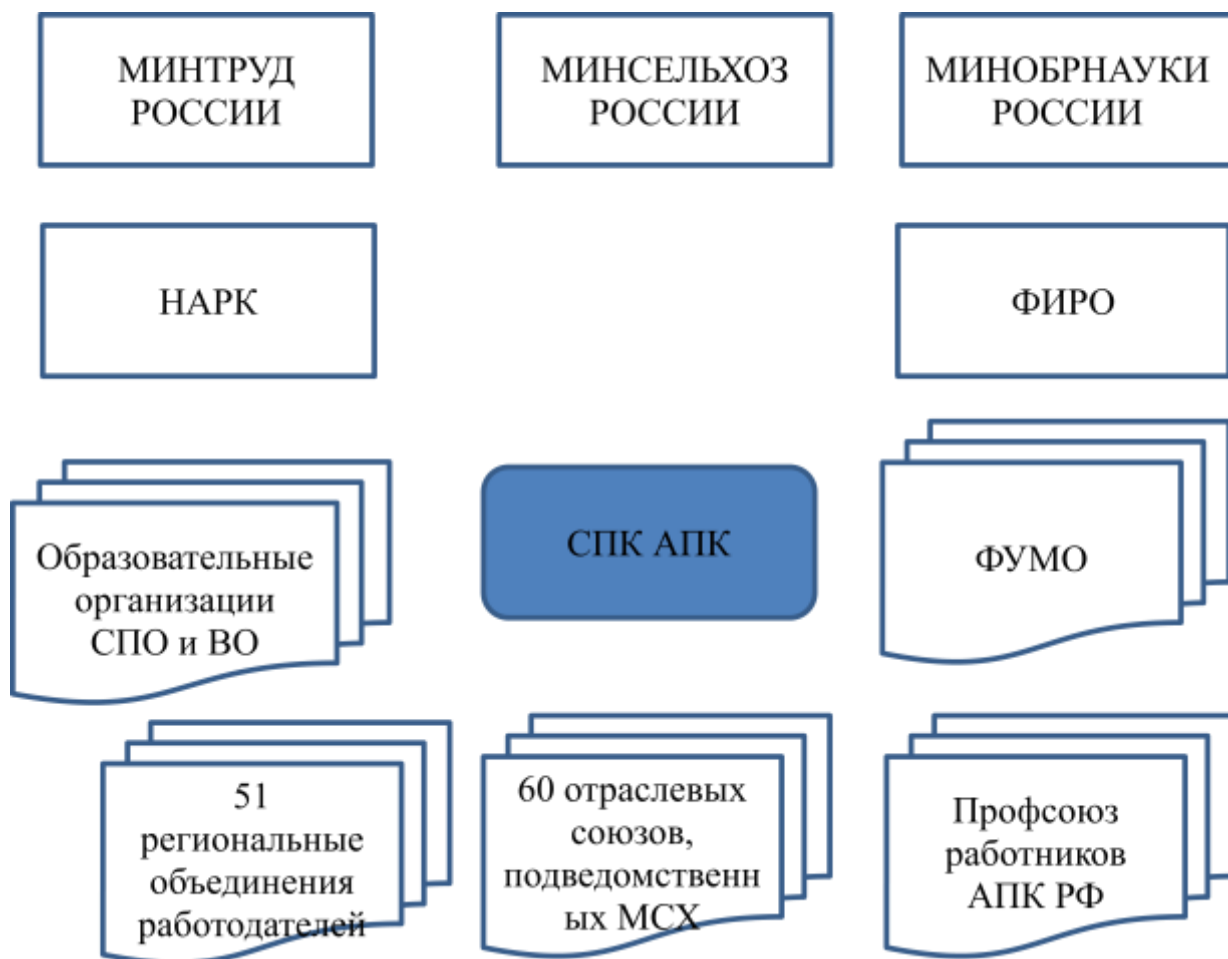 МИНТРУД
РОССИИ
МИНСЕЛЬХОЗ
РОССИИ
МИНОБРНАУКИ
РОССИИ
НАРК
ФИРО
Образовательные
организации
СПО и ВО
СПК АПК
ФУМО
51
региональные
объединения
работодателей
60 отраслевых
союзов,
подведомственн
ых МСХ
Профсоюз
работников
АПК РФ